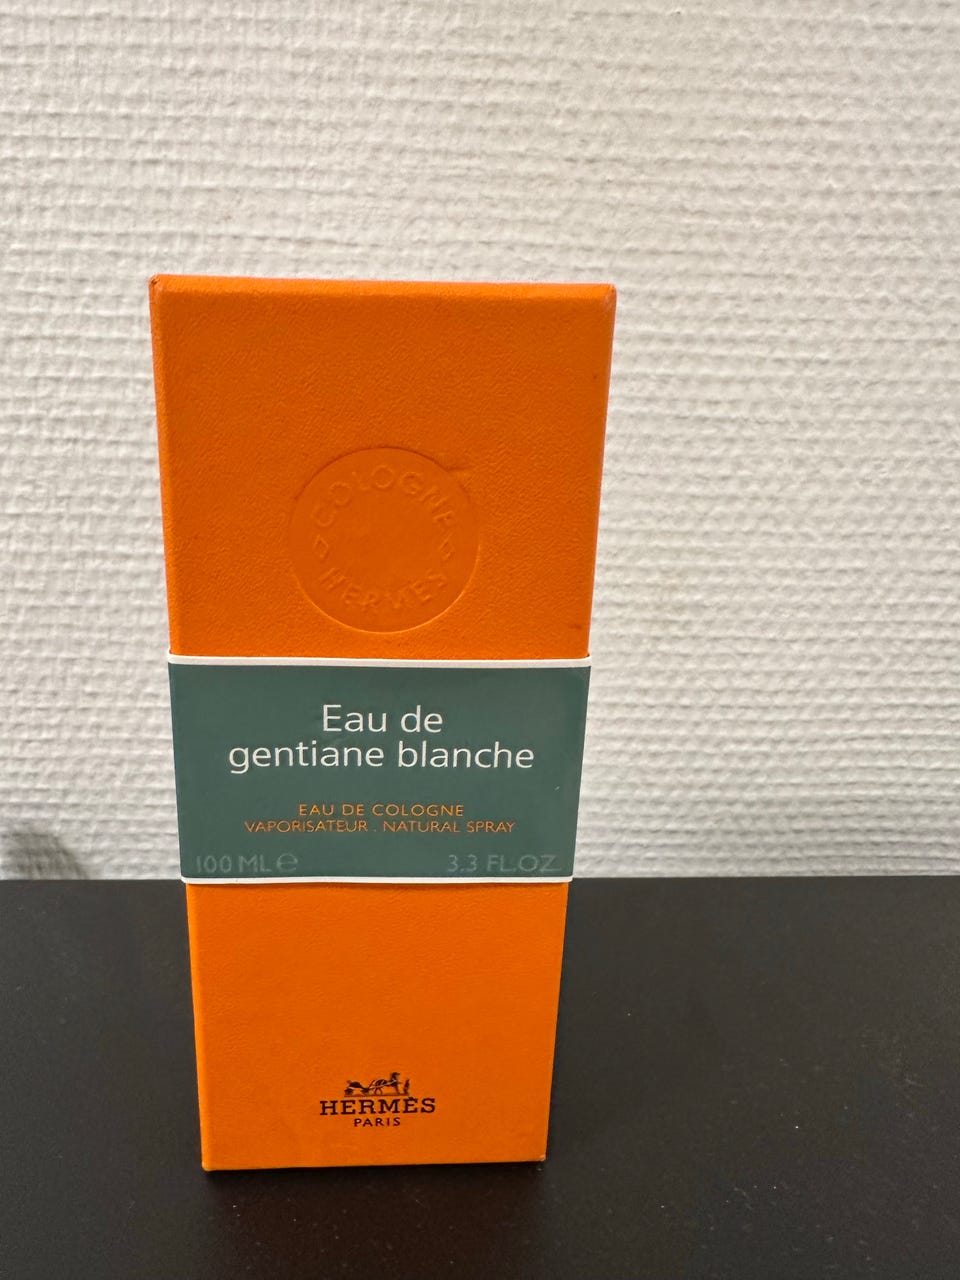 COLOGNE
HERMÈS
Eau de
gentiane blanche
EAU DE COLOGNE
VAPORISATEUR . NATURAL SPRAY
100 ML ℮ 3.3 FL.OZ
HERMÈS
PARIS